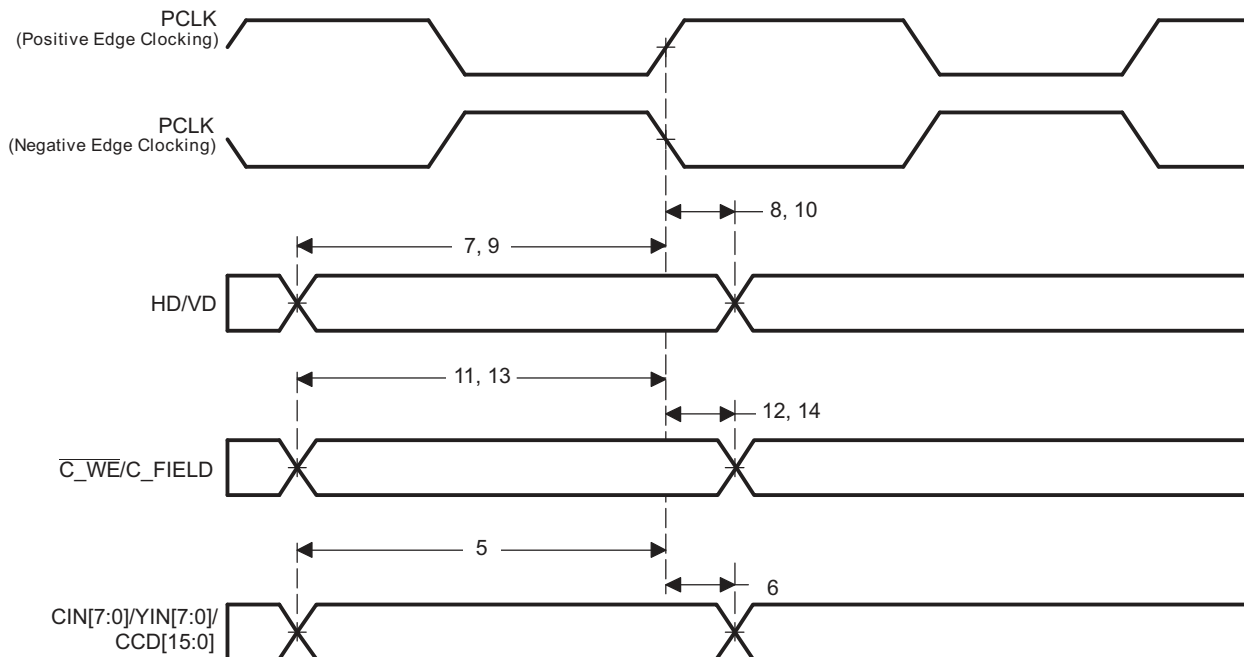 PCLK
(Positive Edge Clocking)
PCLK
(Negative Edge Clocking)
8, 10
7, 9
HD/VD
11, 13
12, 14
C_WE/C_FIELD
5
6
CIN[7:0]/YIN[7:0]/
CCD[15:0]